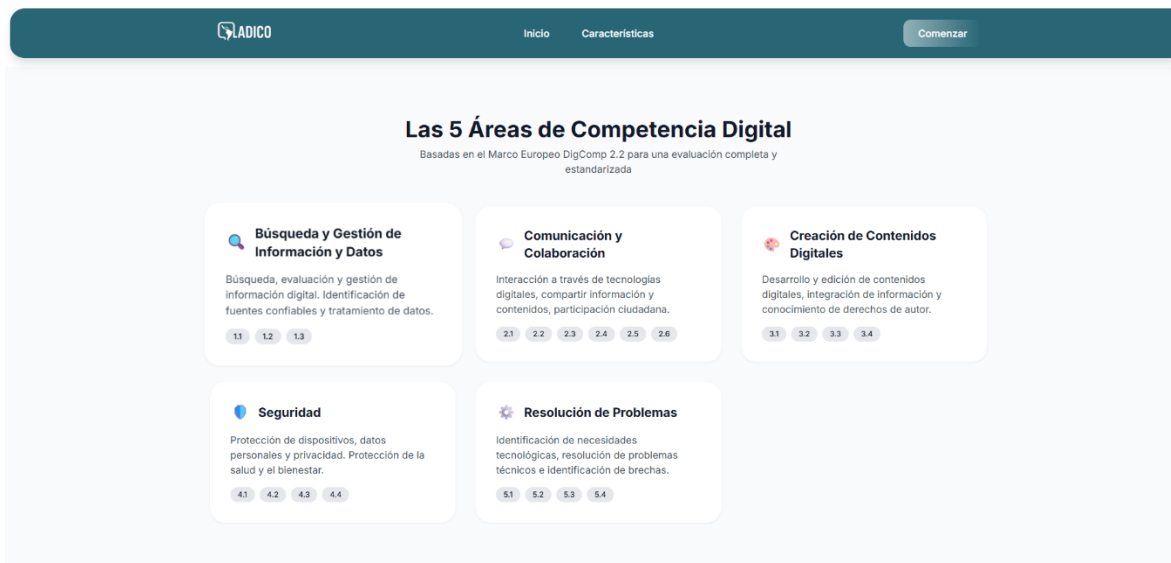 LADICO
Inicio
Características
Comenzar
Las 5 Áreas de Competencia Digital
Basadas en el Marco Europeo DigComp 2.2 para una evaluación completa y
estandarizada
Búsqueda y Gestión de
Información y Datos
Búsqueda, evaluación y gestión de
información digital. Identificación de
fuentes confiables y tratamiento de datos.
1.1 1.2 1.3
Comunicación y
Colaboración
Interacción a través de tecnologías
digitales, compartir información y
contenidos, participación ciudadana.
2.1 2.2 2.3 2.4 2.5 2.6
Creación de Contenidos
Digitales
Desarrollo y edición de contenidos
digitales, integración de información y
conocimiento de derechos de autor.
3.1 3.2 3.3 3.4
Seguridad
Protección de dispositivos, datos
personales y privacidad. Protección de la
salud y el bienestar.
4.1 4.2 4.3 4.4
Resolución de Problemas
Identificación de necesidades
tecnológicas, resolución de problemas
técnicos e identificación de brechas.
5.1 5.2 5.3 5.4